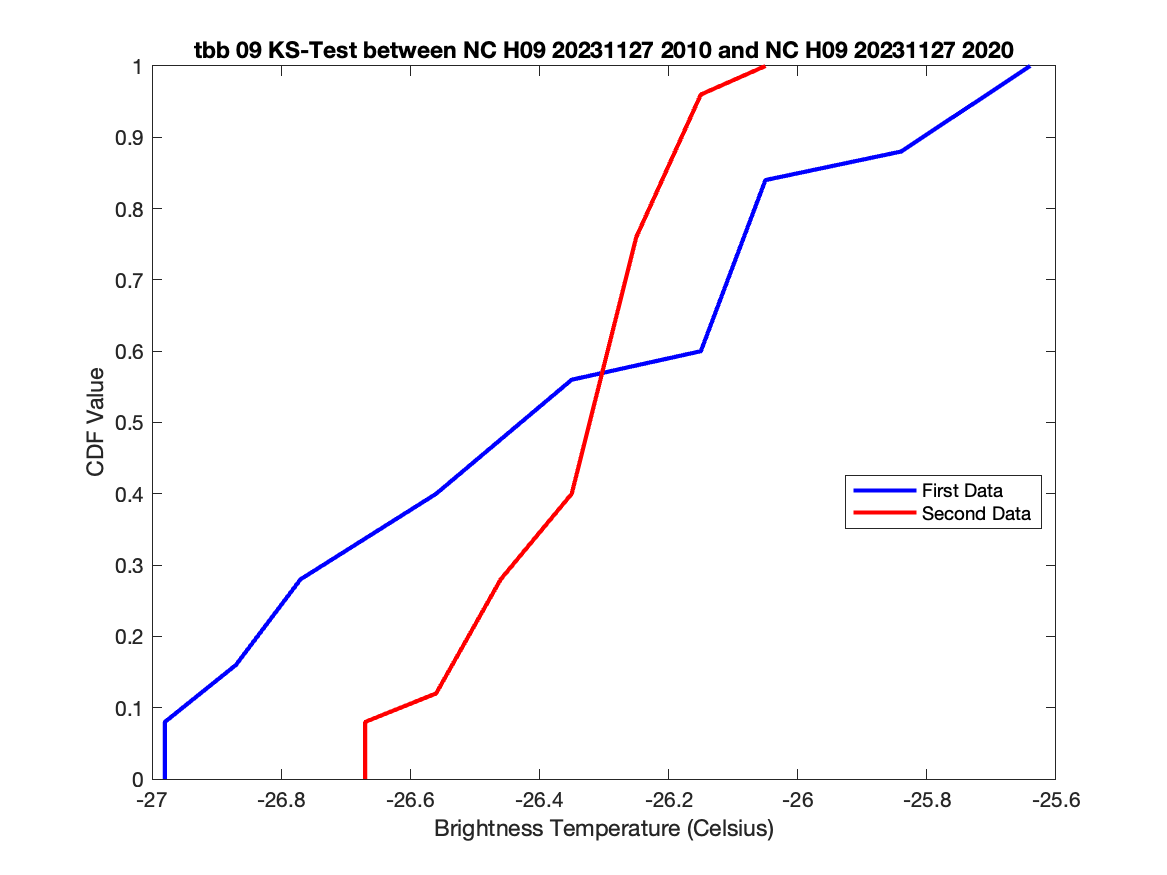 tbb 09 KS-Test between NC H09 20231127 2010 and NC H09 20231127 2020
1
0.9
0.8
0.7
0.6
0.5
0.4
0.3
0.2
0.1
0
CDF Value
First Data
Second Data
-27 -26.8 -26.6 -26.4 -26.2 -26 -25.8 -25.6
Brightness Temperature (Celsius)